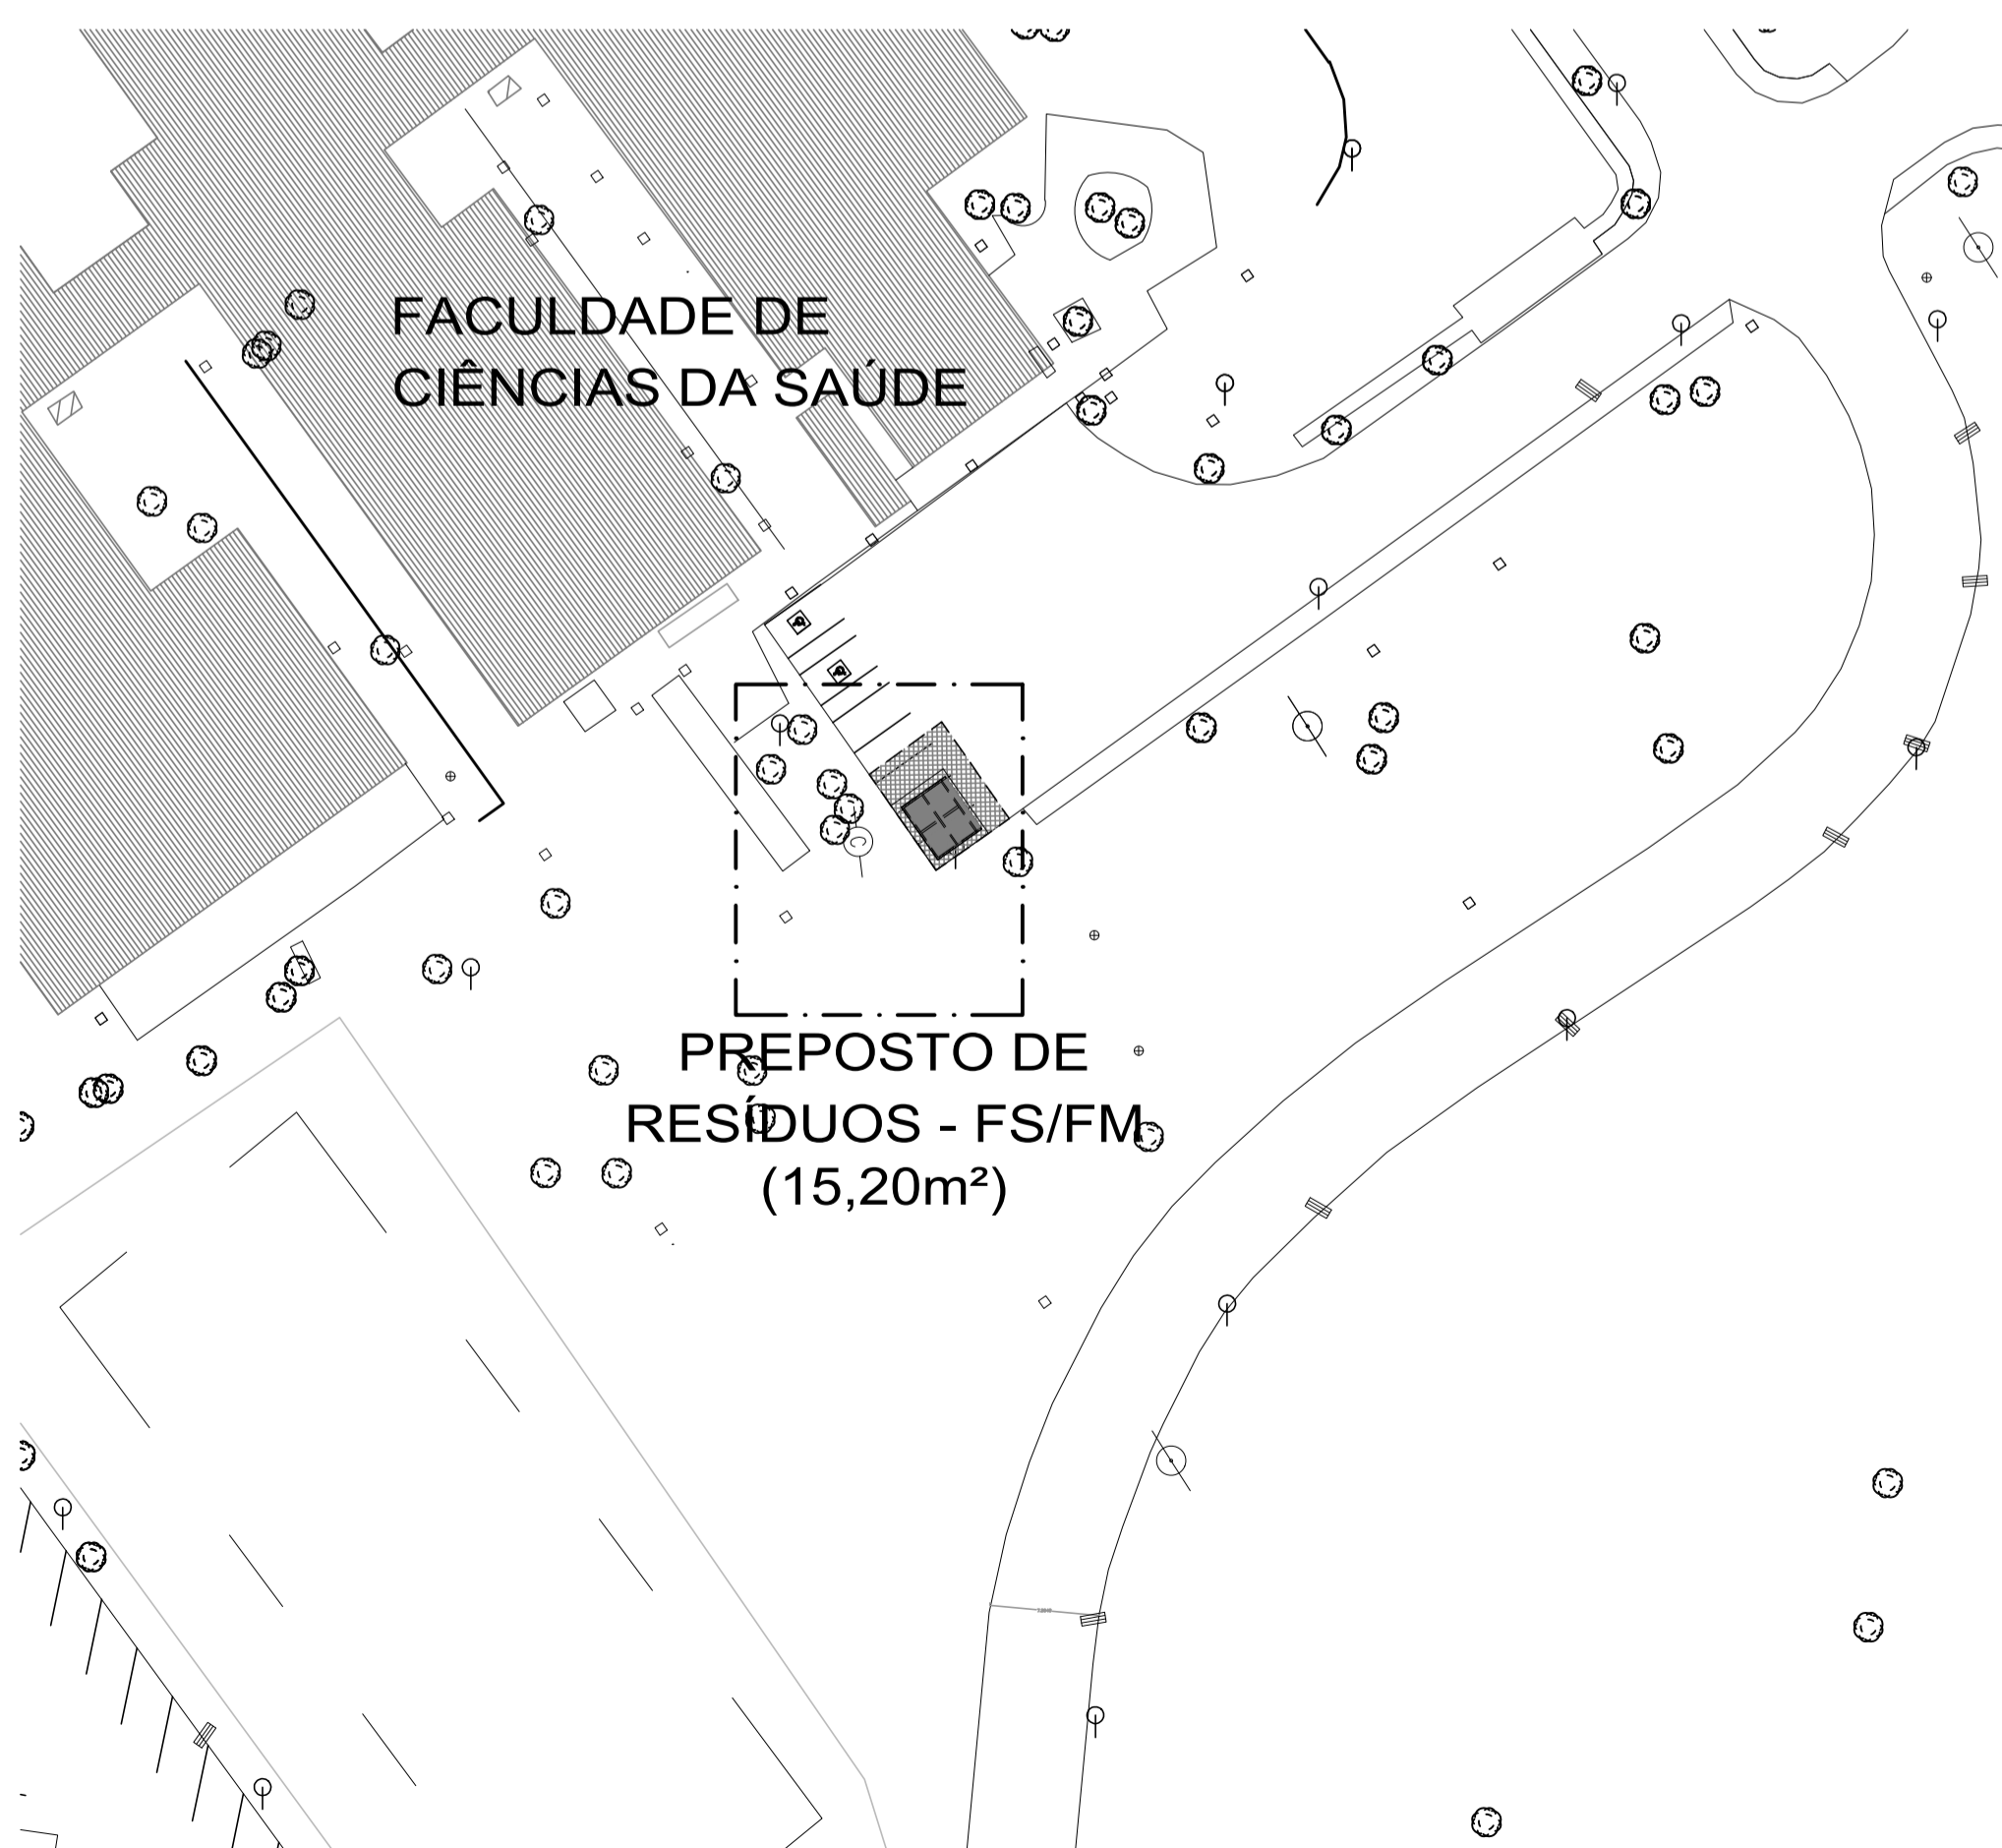 FACULDADE DE
CIÊNCIAS DA SAÚDE
PREPOSTO DE
RESÍDUOS - FS/FM
(15,20m²)